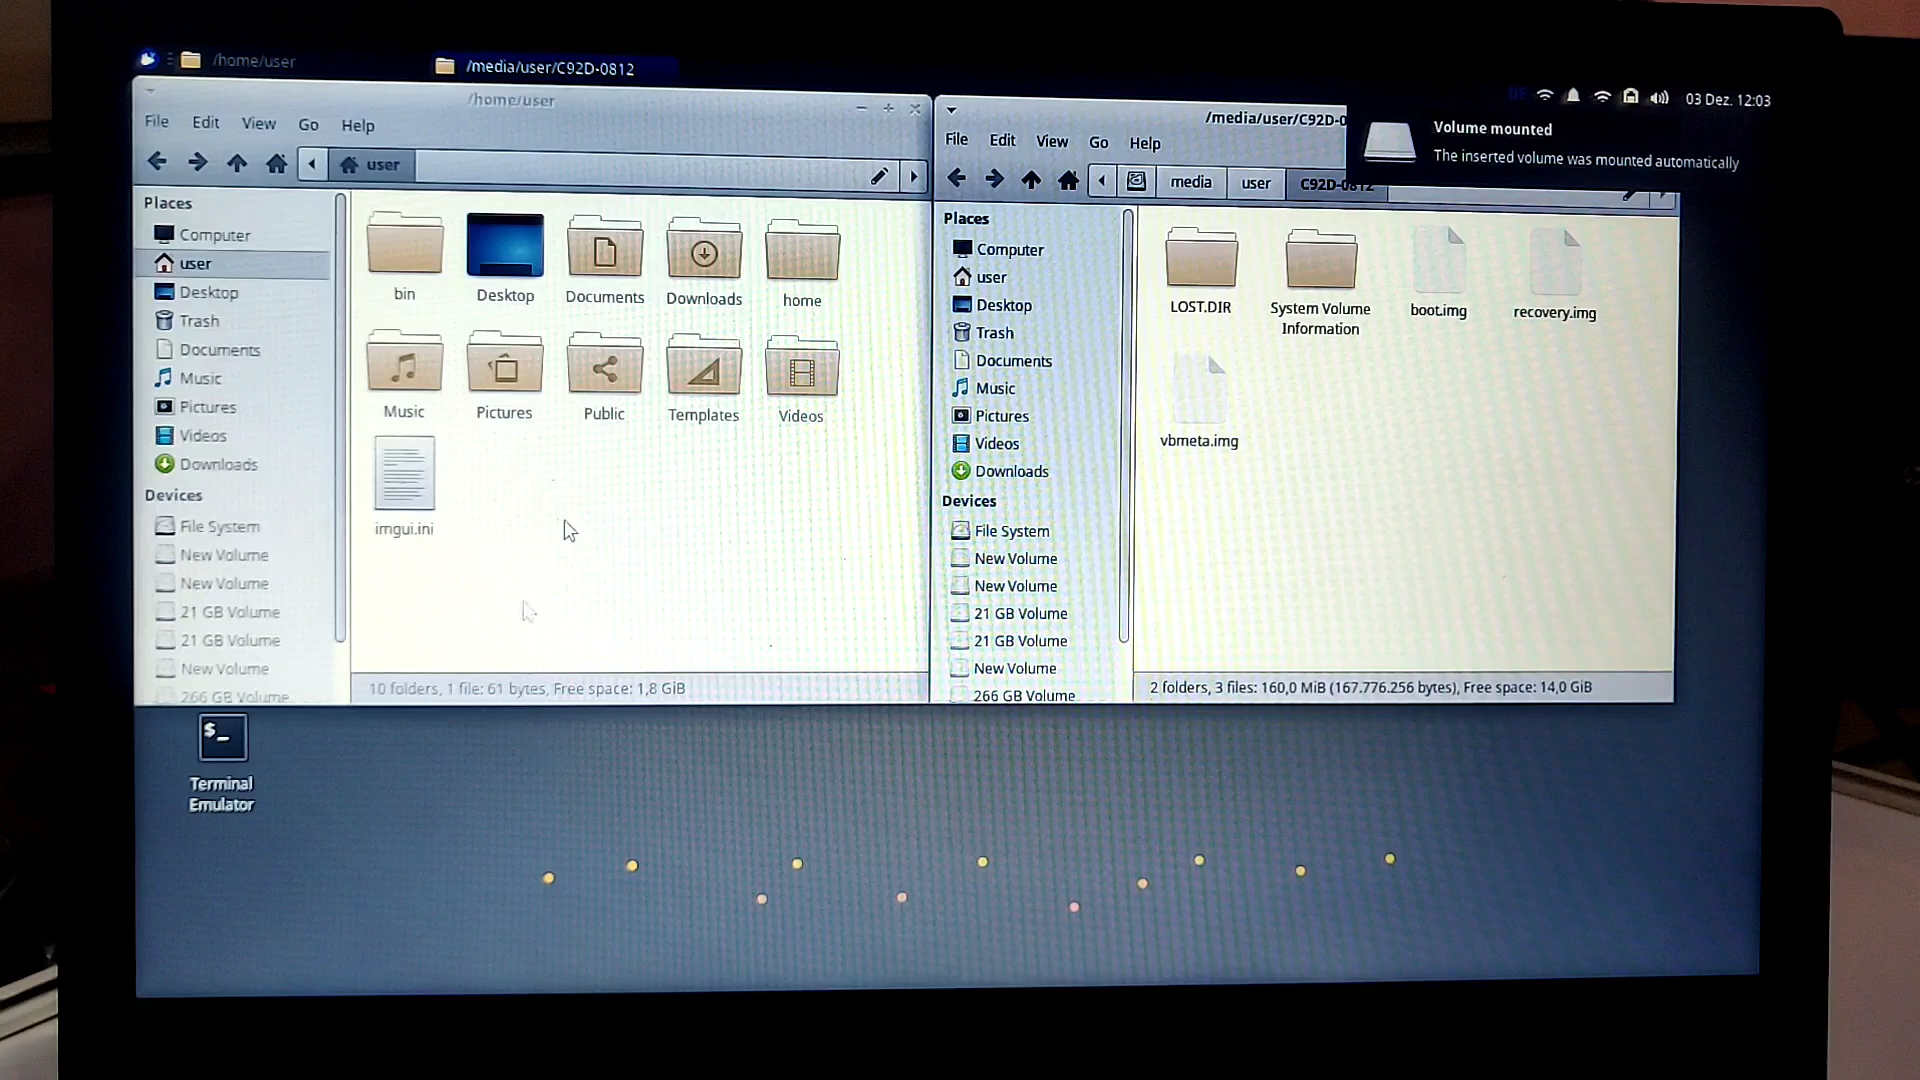 /home/user
/media/user/C92D-0812
03 Dez. 12:03
Volume mounted
The inserted volume was mounted automatically
/home/user
File Edit View Go Help
user
Places
Computer
user
Desktop
Trash
Documents
Music
Pictures
Videos
Downloads
Devices
File System
New Volume
New Volume
21 GB Volume
21 GB Volume
New Volume
266 GB Volume
bin Desktop Documents Downloads home
Music Pictures Public Templates Videos
imgui.ini
10 folders, 1 file: 61 bytes, Free space: 1,8 GiB
/media/user/C92D-0
File Edit View Go Help
media user C92D-0812
Places
Computer
user
Desktop
Trash
Documents
Music
Pictures
Videos
Downloads
Devices
File System
New Volume
New Volume
21 GB Volume
21 GB Volume
New Volume
266 GB Volume
LOST.DIR System Volume Information boot.img recovery.img
vbmeta.img
2 folders, 3 files: 160,0 MiB (167.776.256 bytes), Free space: 14,0 GiB
$_
Terminal
Emulator